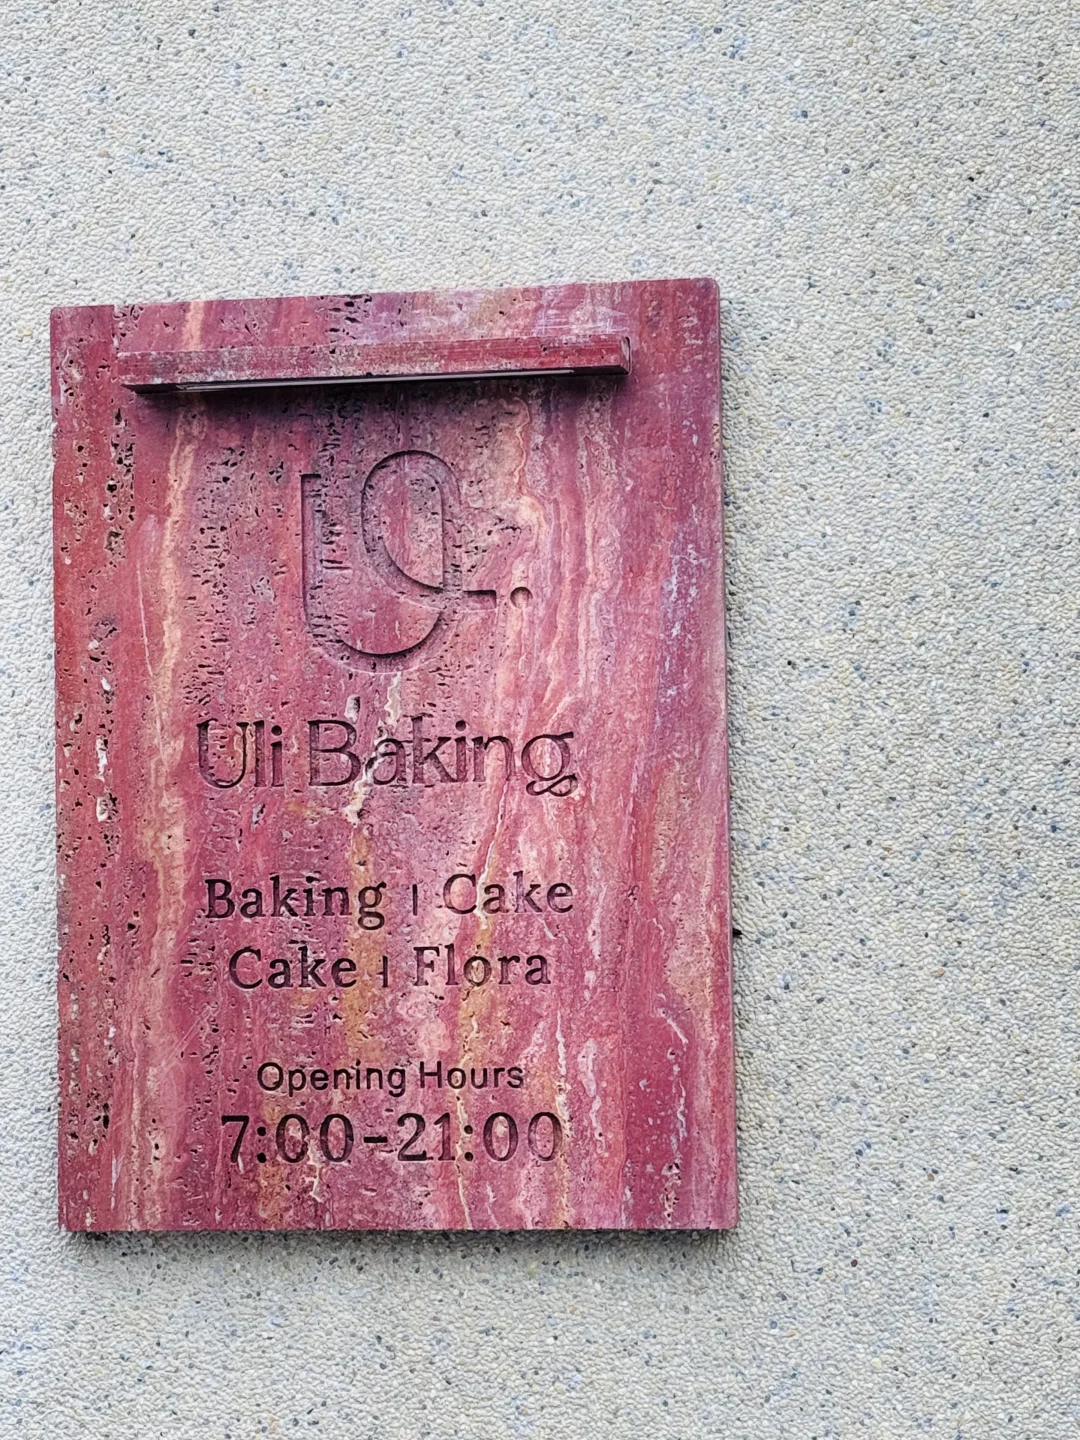 Uli Baking
Baking | Cake
Cake | Flora
Opening Hours
7:00-21:00